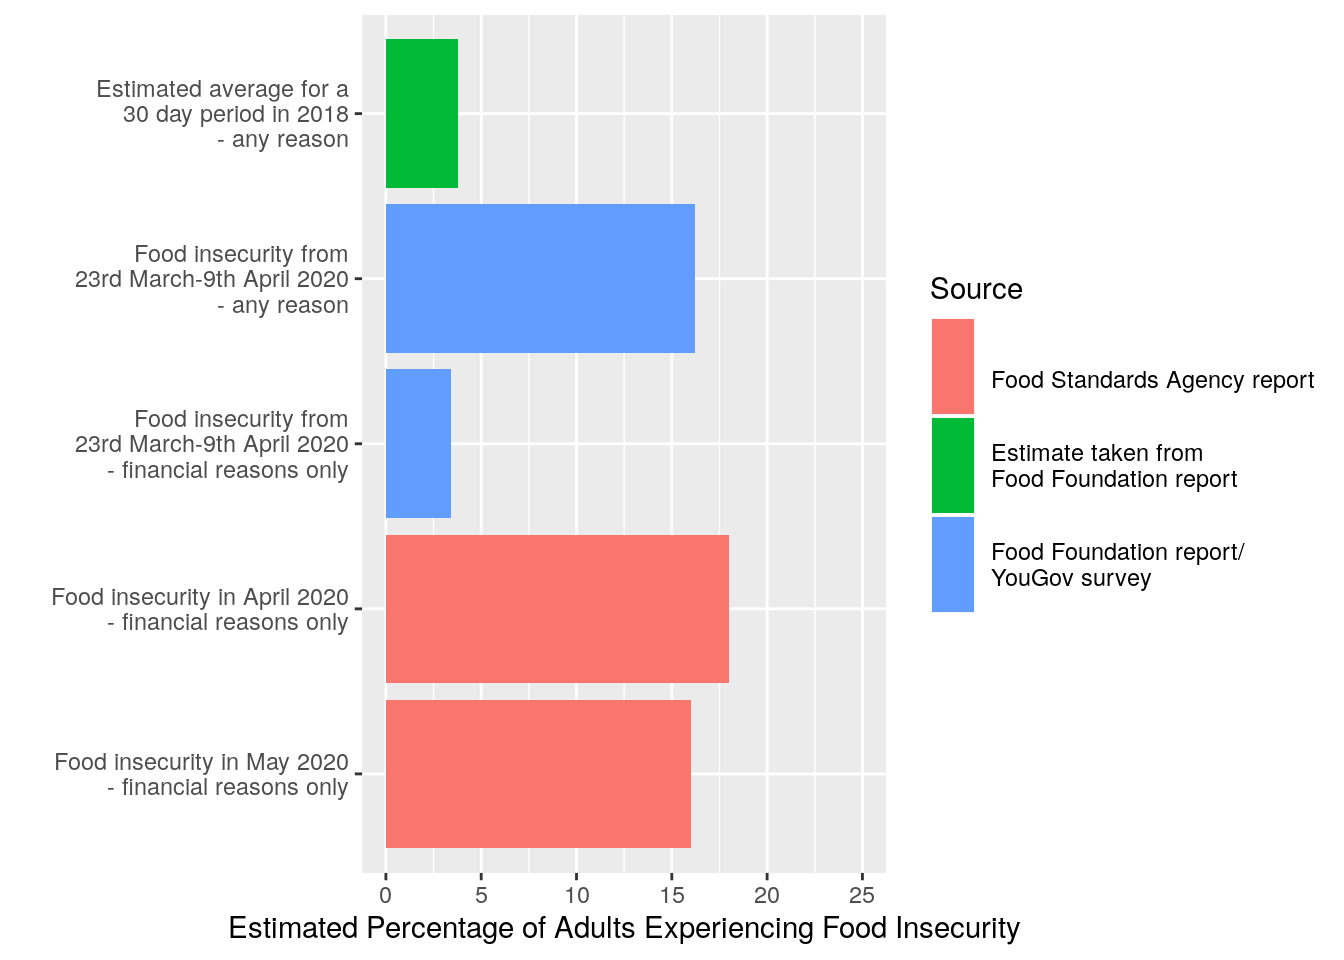 Estimated average for a
30 day period in 2018
- any reason
Food insecurity from
23rd March-9th April 2020
- any reason
Food insecurity from
23rd March-9th April 2020
- financial reasons only
Food insecurity in April 2020
- financial reasons only
Food insecurity in May 2020
- financial reasons only
0 5 10 15 20 25
Estimated Percentage of Adults Experiencing Food Insecurity
Source
Food Standards Agency report
Estimate taken from
Food Foundation report
Food Foundation report/
YouGov survey